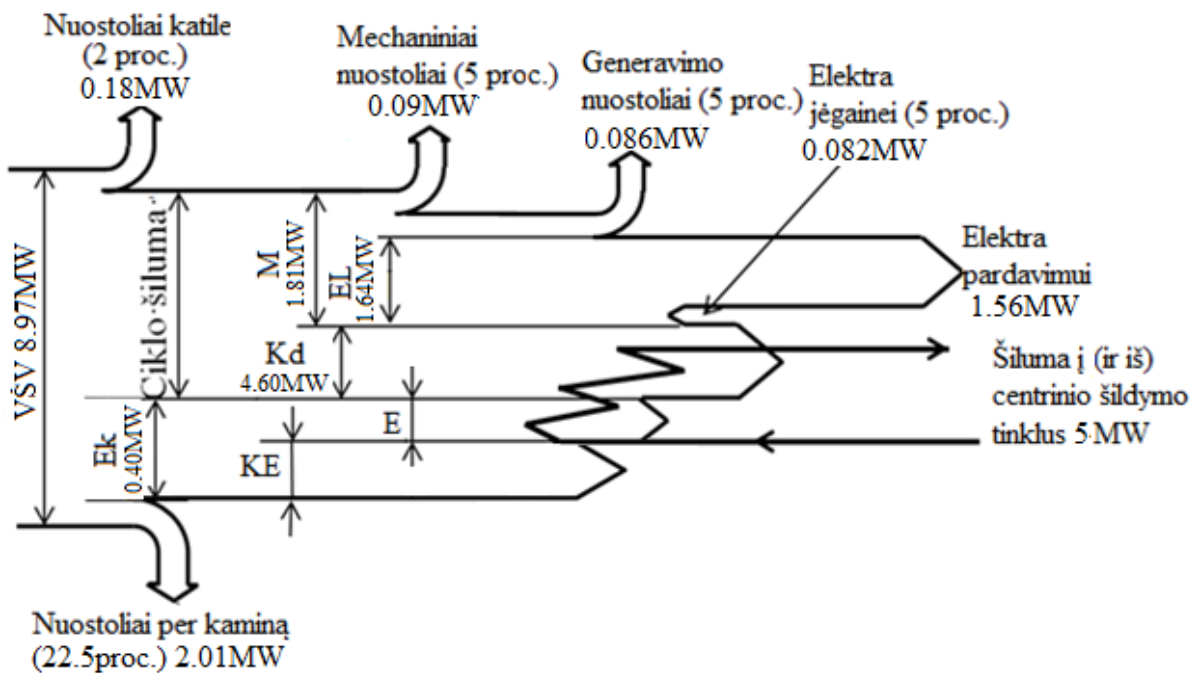 Nuostoliai katile
(2 proc.)
0.18MW
Mechaniniai
nuostoliai (5 proc.)
0.09MW
Generavimo
nuostoliai (5 proc.)
0.086MW
Elektra
jėgainei (5 proc.)
0.082MW
VŠV 8.97MW
Ciklo·šiluma·
M
1.81MW
EL
1.64MW
Elektra
pardavimui
1.56MW
Kd
4.60MW
Šiluma į (ir iš)
centrinio šildymo
tinklus 5 MW
E
Ek
0.40MW
KE
Nuostoliai per kaminą
(22.5proc.) 2.01MW